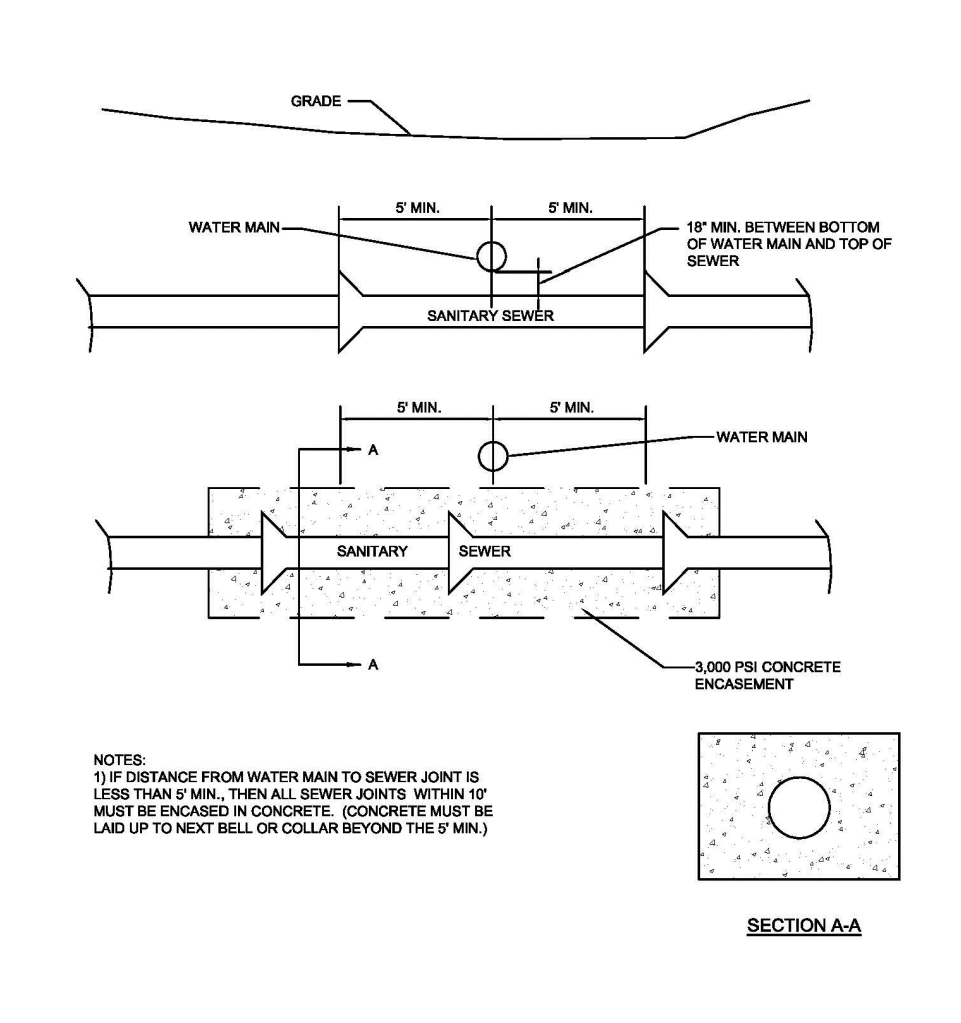 GRADE
5' MIN.
5' MIN.
WATER MAIN
18" MIN. BETWEEN BOTTOM
OF WATER MAIN AND TOP OF
SEWER
SANITARY SEWER
5' MIN.
5' MIN.
A
WATER MAIN
SANITARY SEWER
A
3,000 PSI CONCRETE
ENCASEMENT
NOTES:
1) IF DISTANCE FROM WATER MAIN TO SEWER JOINT IS
LESS THAN 5' MIN., THEN ALL SEWER JOINTS WITHIN 10'
MUST BE ENCASED IN CONCRETE. (CONCRETE MUST BE
LAID UP TO NEXT BELL OR COLLAR BEYOND THE 5' MIN.)
SECTION A-A